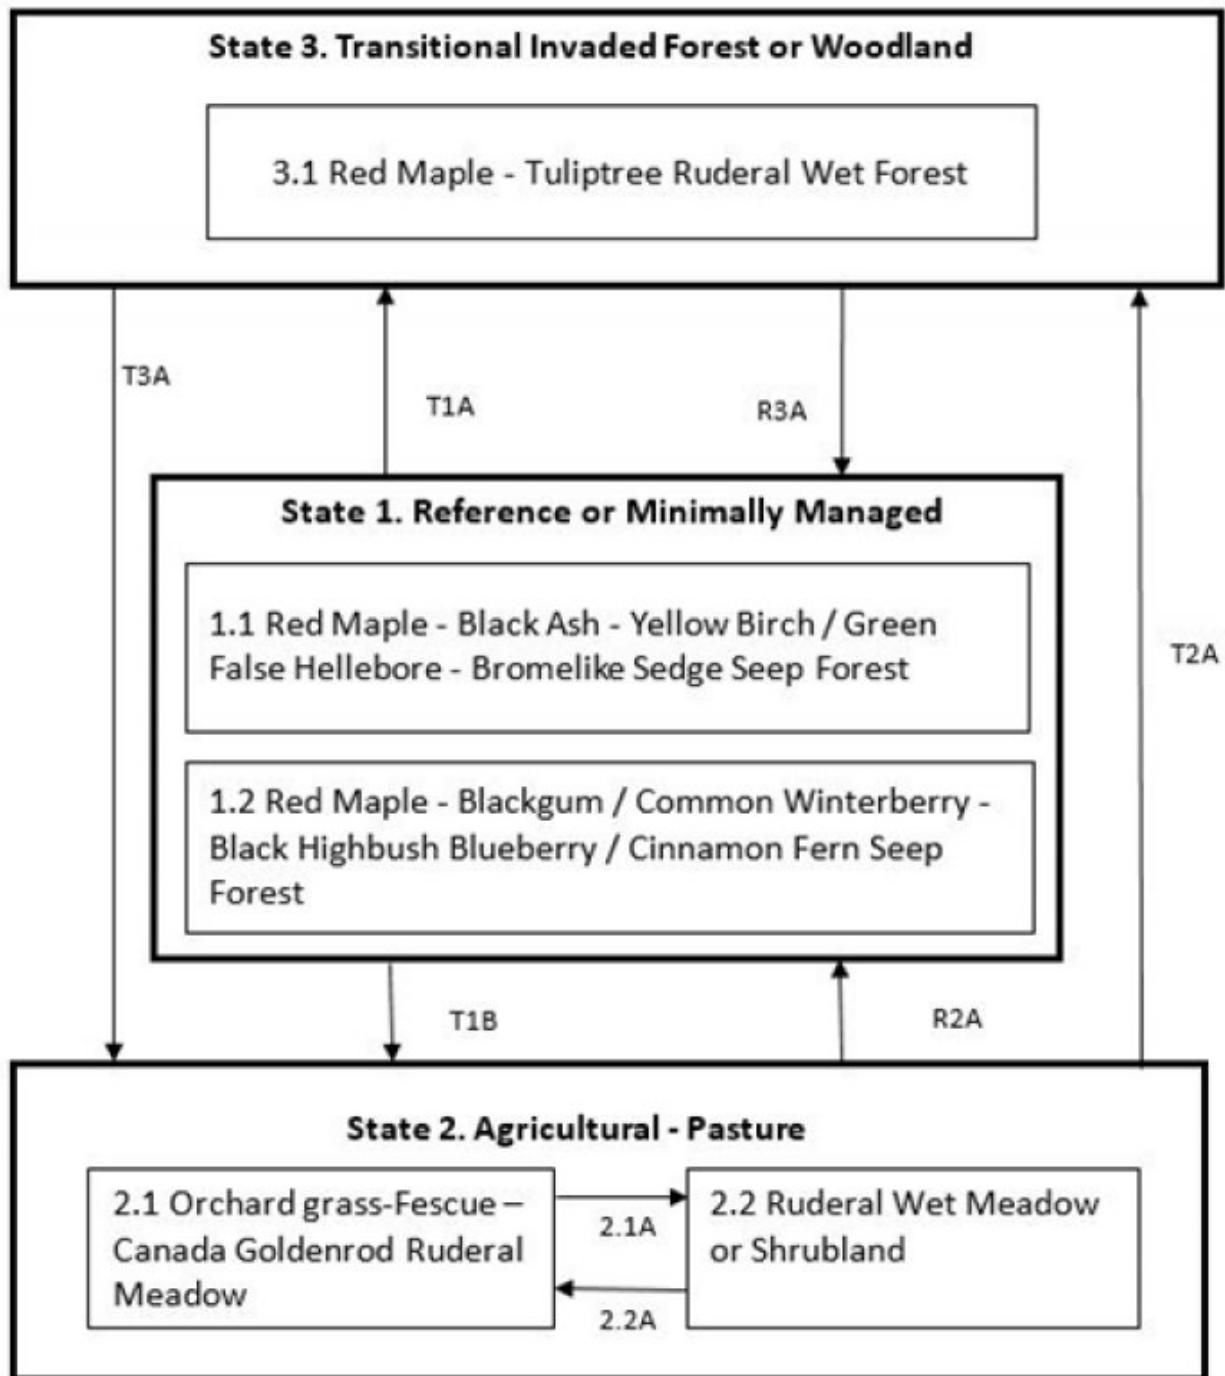 State 3. Transitional Invaded Forest or Woodland
3.1 Red Maple - Tuliptree Ruderal Wet Forest
T3A
T1A
R3A
State 1. Reference or Minimally Managed
1.1 Red Maple - Black Ash - Yellow Birch / Green
False Hellebore - Bromelike Sedge Seep Forest
T2A
1.2 Red Maple - Blackgum / Common Winterberry -
Black Highbush Blueberry / Cinnamon Fern Seep
Forest
T1B
R2A
State 2. Agricultural - Pasture
2.1 Orchard grass-Fescue –
Canada Goldenrod Ruderal
Meadow
2.1A
2.2A
2.2 Ruderal Wet Meadow
or Shrubland